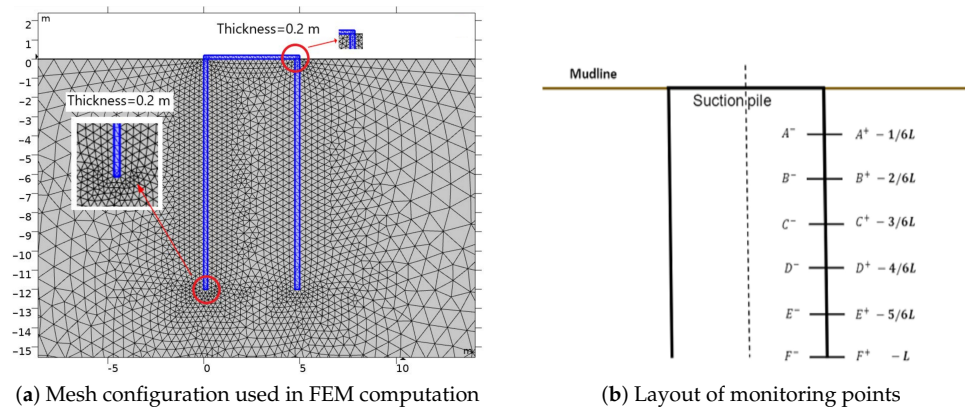 m
2
1
0
-1
-2
-3
-4
-5
-6
-7
-8
-9
-10
-11
-12
-13
-14
-15
-5
0
5
10
Thickness=0.2 m
Thickness=0.2 m
(a) Mesh configuration used in FEM computation
Mudline
Suction pile
A⁻ A⁺ − 1/6L
B⁻ B⁺ − 2/6L
C⁻ C⁺ − 3/6L
D⁻ D⁺ − 4/6L
E⁻ E⁺ − 5/6L
F⁻ F⁺ − L
(b) Layout of monitoring points